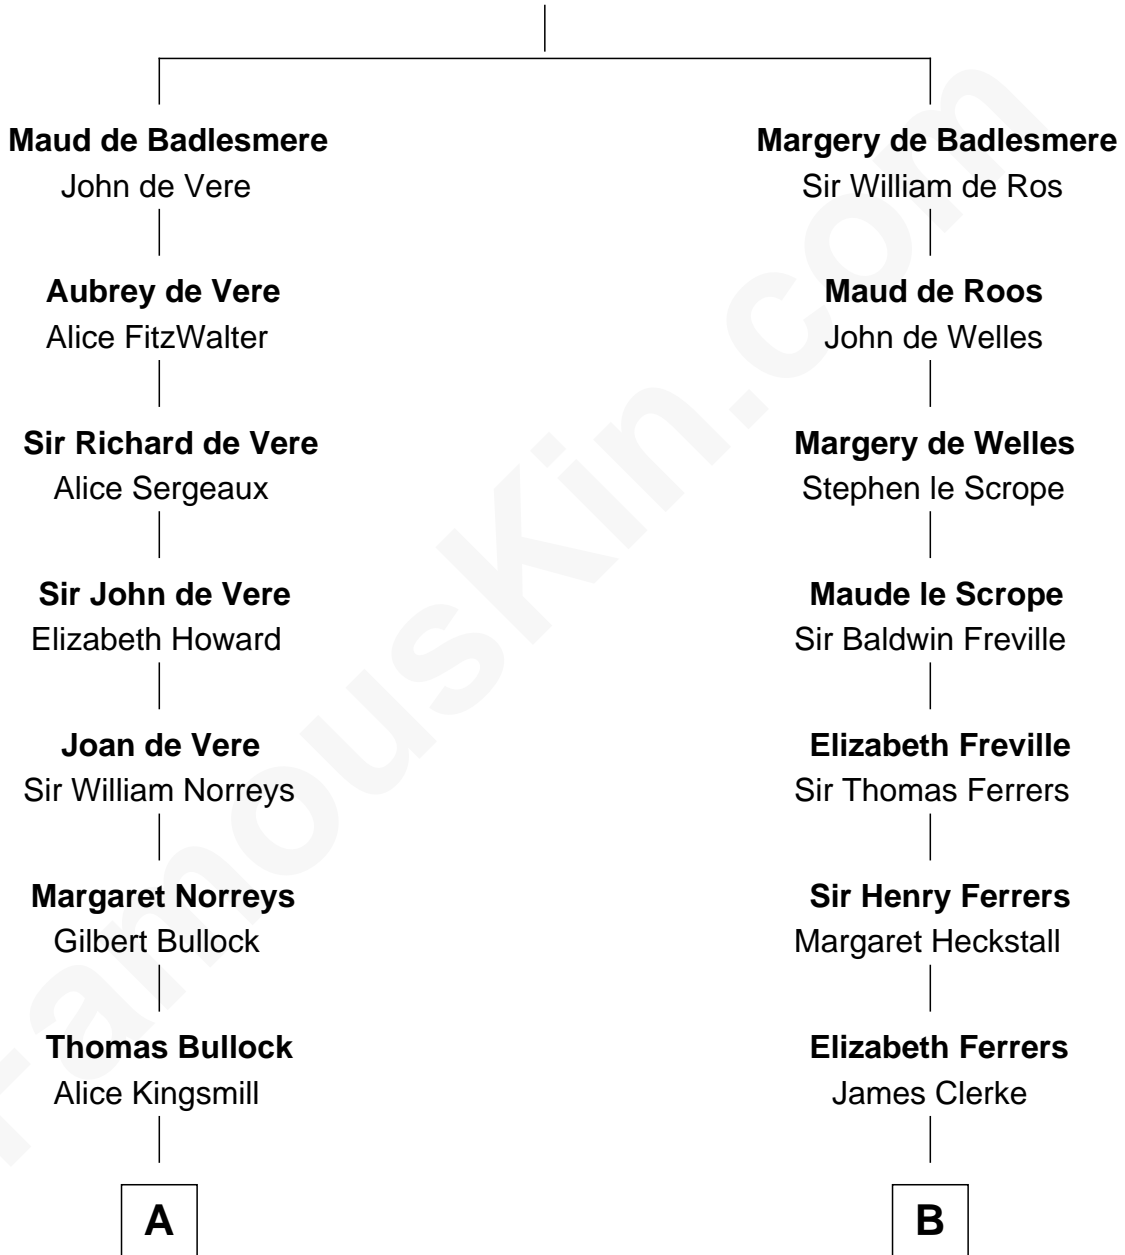 Maud de Badlesmere
John de Vere
Aubrey de Vere
Alice FitzWalter
Sir Richard de Vere
Alice Sergeaux
Sir John de Vere
Elizabeth Howard
Joan de Vere
Sir William Norreys
Margaret Norreys
Gilbert Bullock
Thomas Bullock
Alice Kingsmill
A
Margery de Badlesmere
Sir William de Ros
Maud de Roos
John de Welles
Margery de Welles
Stephen le Scrope
Maude le Scrope
Sir Baldwin Freville
Elizabeth Freville
Sir Thomas Ferrers
Sir Henry Ferrers
Margaret Heckstall
Elizabeth Ferrers
James Clerke
B
FamousKin.com